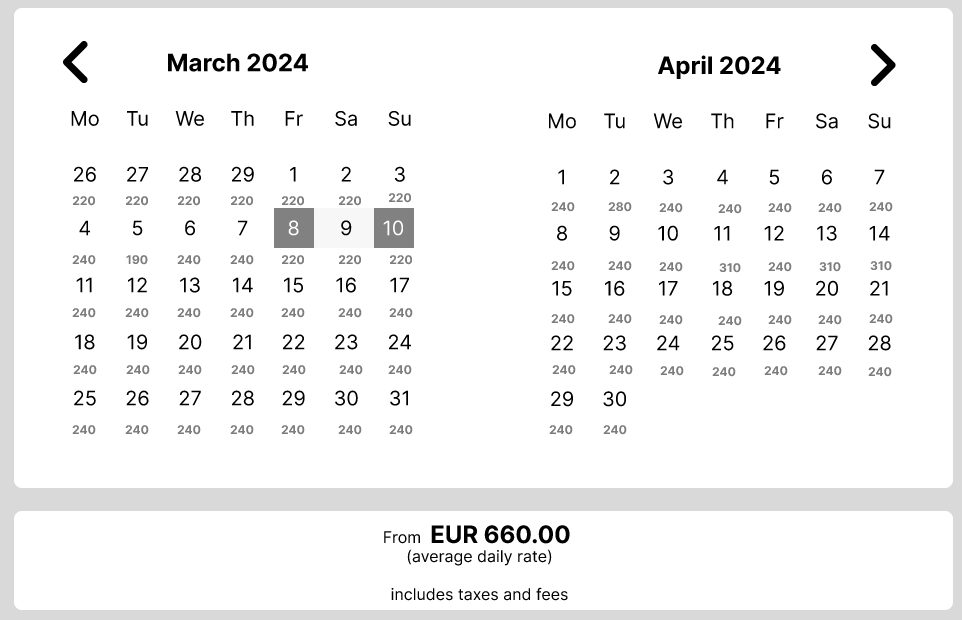 March 2024
Mo Tu We Th Fr Sa Su
26 27 28 29 1 2 3
220 220 220 220 220 220 220
4 5 6 7 8 9 10
240 190 240 240 220 220 220
11 12 13 14 15 16 17
240 240 240 240 240 240 240
18 19 20 21 22 23 24
240 240 240 240 240 240 240
25 26 27 28 29 30 31
240 240 240 240 240 240 240
April 2024
Mo Tu We Th Fr Sa Su
1 2 3 4 5 6 7
240 280 240 240 240 240 240
8 9 10 11 12 13 14
240 240 240 310 240 310 310
15 16 17 18 19 20 21
240 240 240 240 240 240 240
22 23 24 25 26 27 28
240 240 240 240 240 240 240
29 30
240 240
From EUR 660.00
(average daily rate)
includes taxes and fees